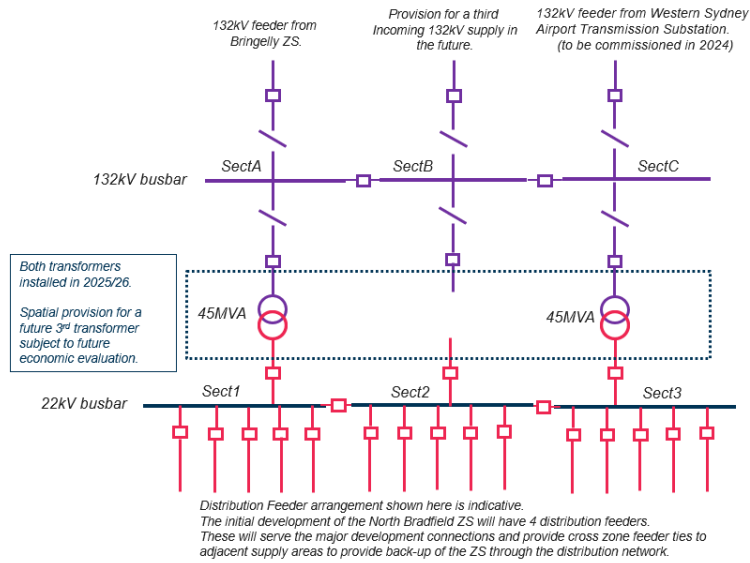 132kV feeder from
Bringelly ZS.
Provision for a third
Incoming 132kV supply in
the future.
132kV feeder from Western Sydney
Airport Transmission Substation.
(to be commissioned in 2024)
SectA
SectB
SectC
132kV busbar
Both transformers
installed in 2025/26.
Spatial provision for a
future 3rd transformer
subject to future
economic evaluation.
45MVA
45MVA
Sect1
Sect2
Sect3
22kV busbar
Distribution Feeder arrangement shown here is indicative.
The initial development of the North Bradfield ZS will have 4 distribution feeders.
These will serve the major development connections and provide cross zone feeder ties to
adjacent supply areas to provide back-up of the ZS through the distribution network.